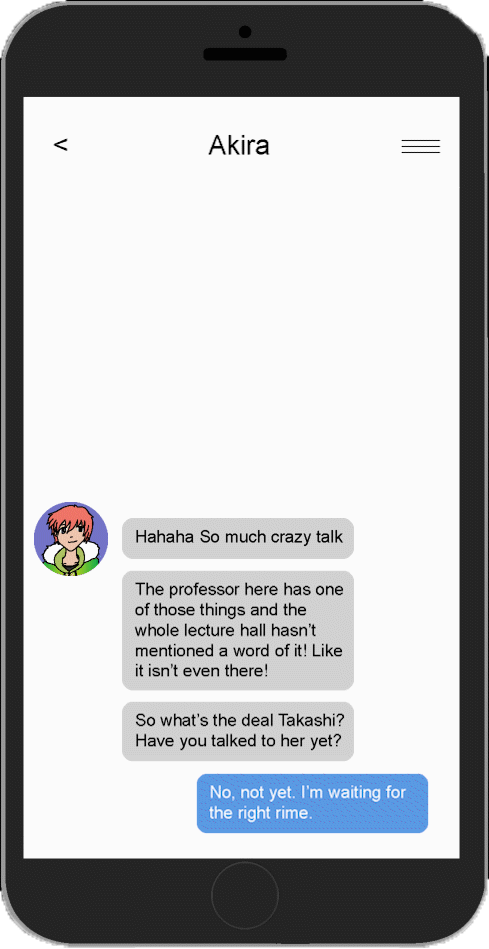 <
Akira
Hahaha So much crazy talk
The professor here has one
of those things and the
whole lecture hall hasn't
mentioned a word of it! Like
it isn't even there!
So what's the deal Takashi?
Have you talked to her yet?
No, not yet. I'm waiting for
the right rime.